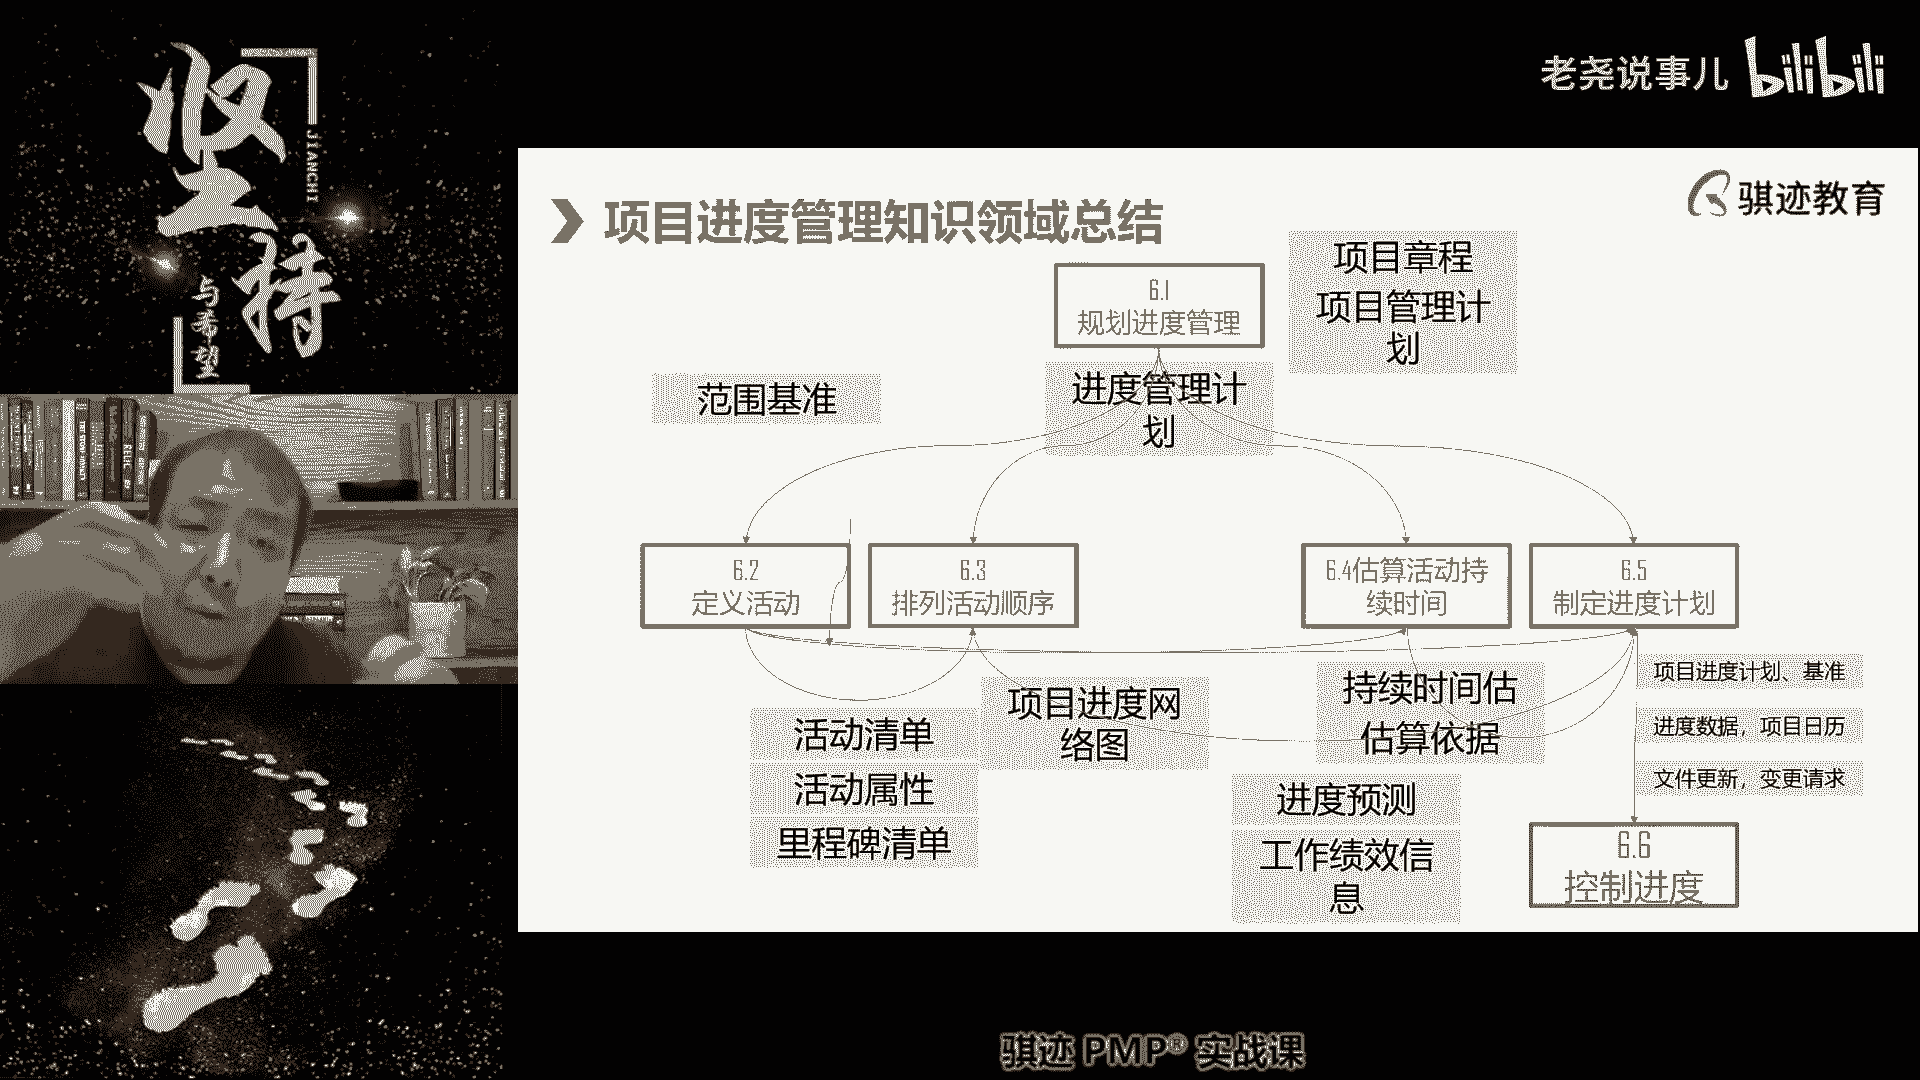 坚持
JIANCHI
与希望
老尧说事儿 bilibili
骐迹教育
项目进度管理知识领域总结
项目章程
项目管理计
划
6.1
规划进度管理
范围基准
进度管理计
划
6.2
定义活动
6.3
排列活动顺序
6.4估算活动持
续时间
6.5
制定进度计划
活动清单
活动属性
里程碑清单
项目进度网
络图
持续时间估
估算依据
进度预测
工作绩效信
息
项目进度计划、基准
进度数据，项目日历
文件更新，变更请求
6.6
控制进度
骐迹 PMP® 实战课